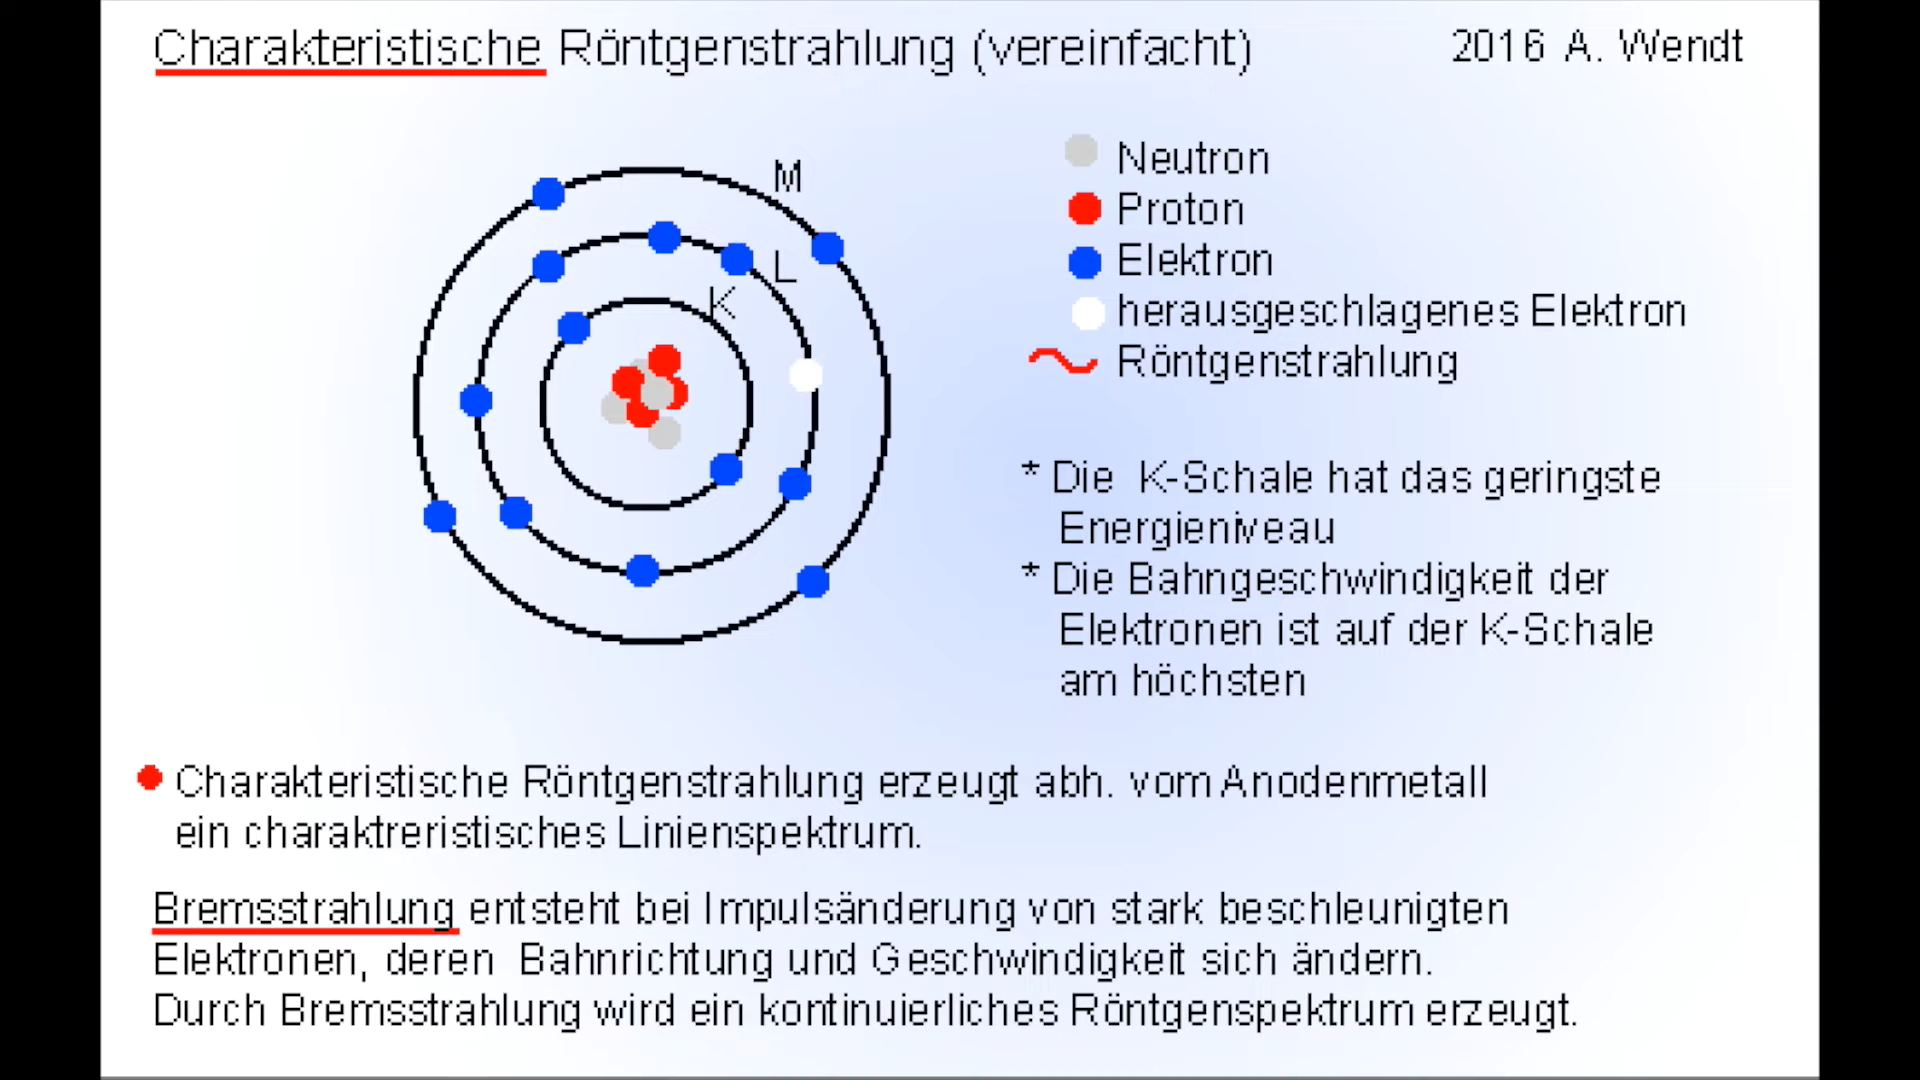 Charakteristische Röntgenstrahlung (vereinfacht)
2016 A. Wendt
M
L
K
Neutron
Proton
Elektron
herausgeschlagenes Elektron
Röntgenstrahlung
* Die K-Schale hat das geringste
Energieniveau
* Die Bahngeschwindigkeit der
Elektronen ist auf der K-Schale
am höchsten
Charakteristische Röntgenstrahlung erzeugt abh. vom Anodenmetall
ein charaktreristisches Linienspektrum.
Bremsstrahlung entsteht bei Impulsänderung von stark beschleunigten
Elektronen, deren Bahnrichtung und Geschwindigkeit sich ändern.
Durch Bremsstrahlung wird ein kontinuierliches Röntgenspektrum erzeugt.